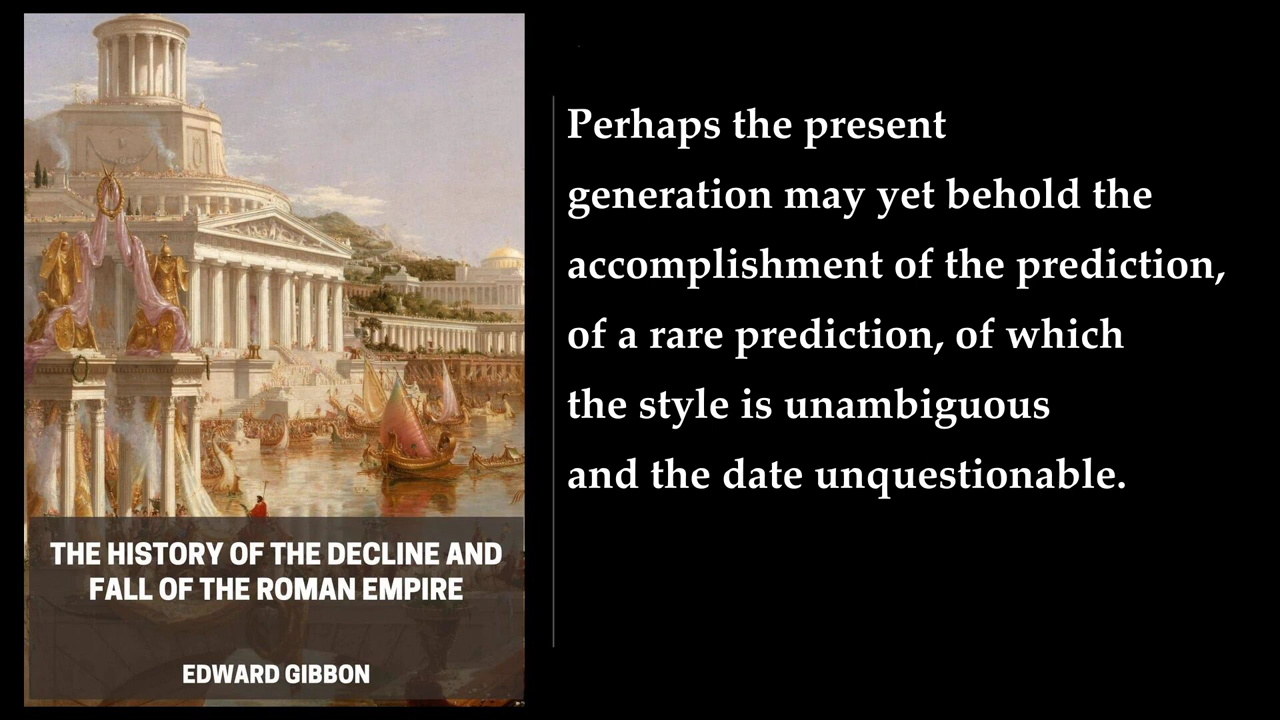 THE HISTORY OF THE DECLINE AND
FALL OF THE ROMAN EMPIRE
EDWARD GIBBON
Perhaps the present
generation may yet behold the
accomplishment of the prediction,
of a rare prediction, of which
the style is unambiguous
and the date unquestionable.